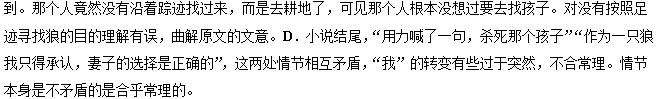 到。那个人竟然没有沿着踪迹找过来，而是去耕地了，可见那个人根本没想过要去找孩子。对没有按照足
迹寻找狼的目的理解有误，曲解原文的文意。D．小说结尾，“用力喊了一句，杀死那个孩子”“作为一只狼
我只得承认，妻子的选择是正确的”，这两处情节相互矛盾，“我”的转变有些过于突然，不合常理。情节
本身是不矛盾的是合乎常理的。